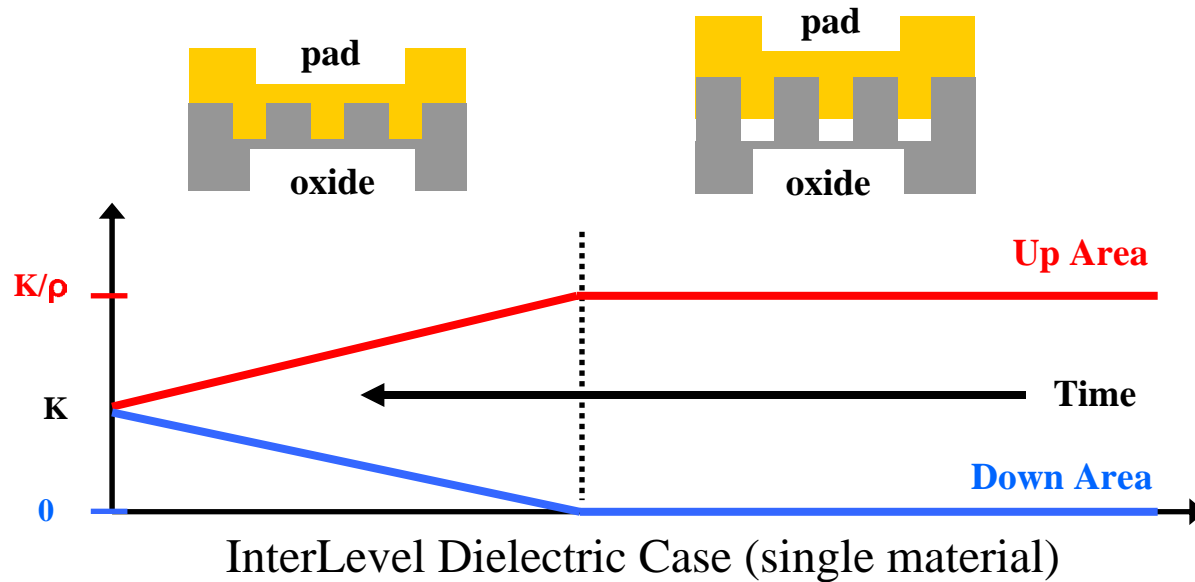 pad
oxide
pad
oxide
K/ρ
K
0
Up Area
Time
Down Area
InterLevel Dielectric Case (single material)